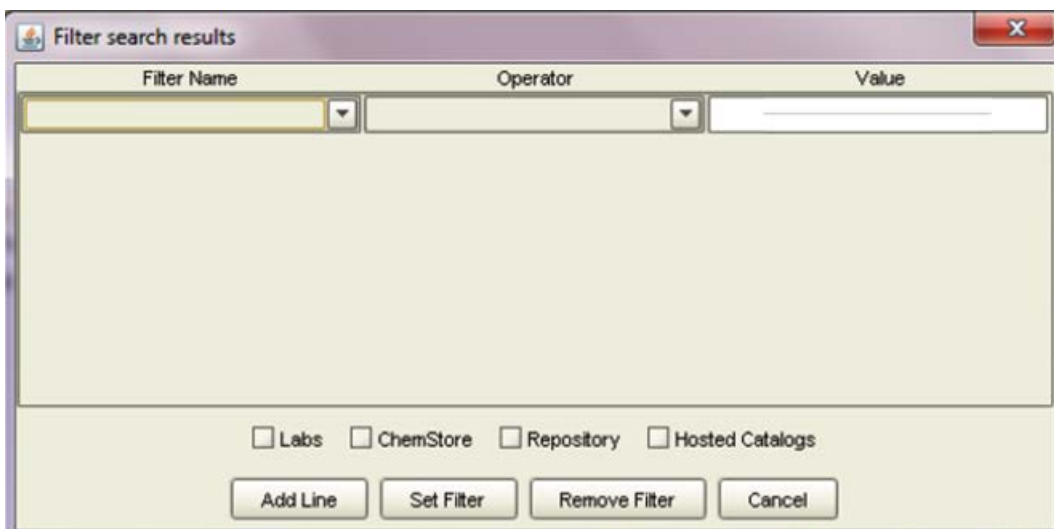 Filter search results
Filter Name Operator Value
Labs ChemStore Repository Hosted Catalogs
Add Line Set Filter Remove Filter Cancel